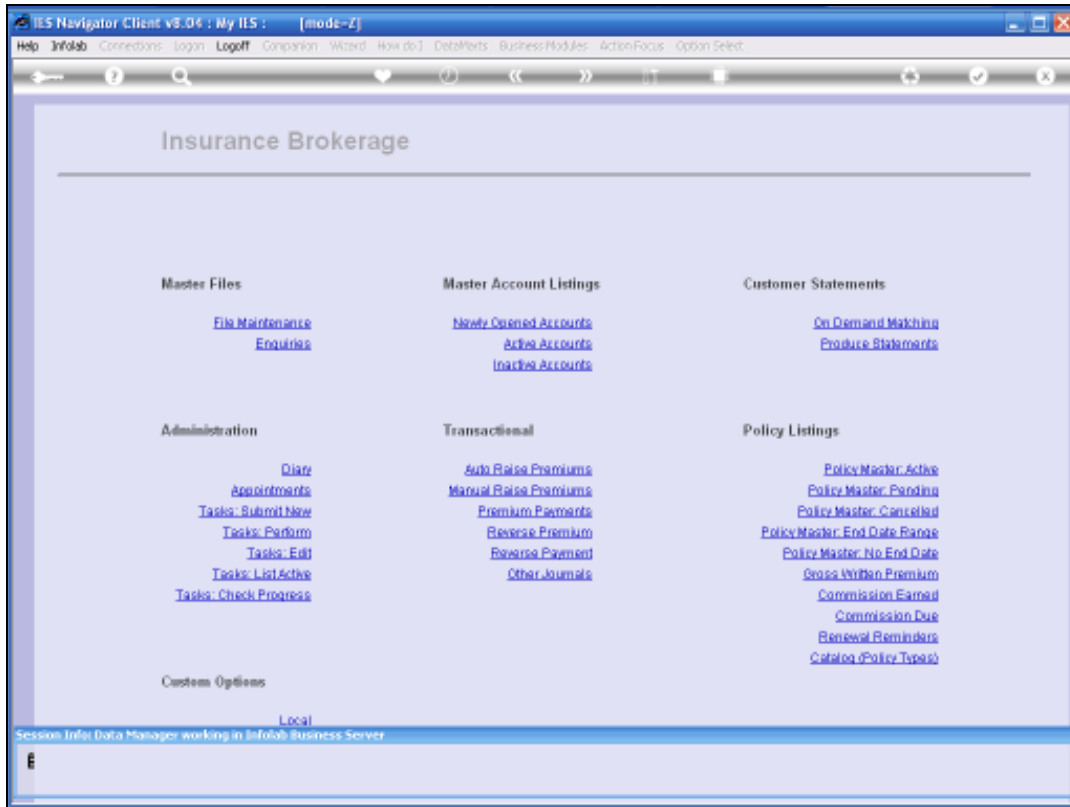 IES Navigator Client v8.04 : My IES : [mode=Z]
Help Infolab Connections Logon Logoff Companion Wizard How do I DataAlerts Business Modules Action Focus Option Select
Insurance Brokerage
Master Files
File Maintenance
Enquiries
Master Account Listings
Newly Opened Accounts
Active Accounts
Inactive Accounts
Customer Statements
On Demand Matching
Produce Statements
Administration
Diary
Appointments
Tasks: Submit New
Tasks: Perform
Tasks: Edit
Tasks: List Active
Tasks: Check Progress
Transactional
Auto Raise Premiums
Manual Raise Premiums
Premium Payments
Reverse Premium
Reverse Payment
Other Journals
Policy Listings
Policy Master: Active
Policy Master: Pending
Policy Master: Cancelled
Policy Master: End Date Range
Policy Master: No End Date
Gross Written Premium
Commission Earned
Commission Due
Renewal Reminders
Catalog (Policy Types)
Custom Options
Local
Session Info: Data Manager working in Infolab Business Server